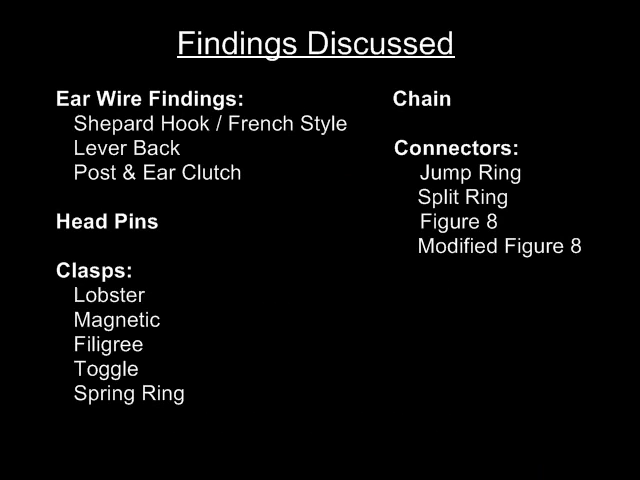 Findings Discussed
Ear Wire Findings:
Shepard Hook / French Style
Lever Back
Post & Ear Clutch
Head Pins
Clasps:
Lobster
Magnetic
Filigree
Toggle
Spring Ring
Chain
Connectors:
Jump Ring
Split Ring
Figure 8
Modified Figure 8